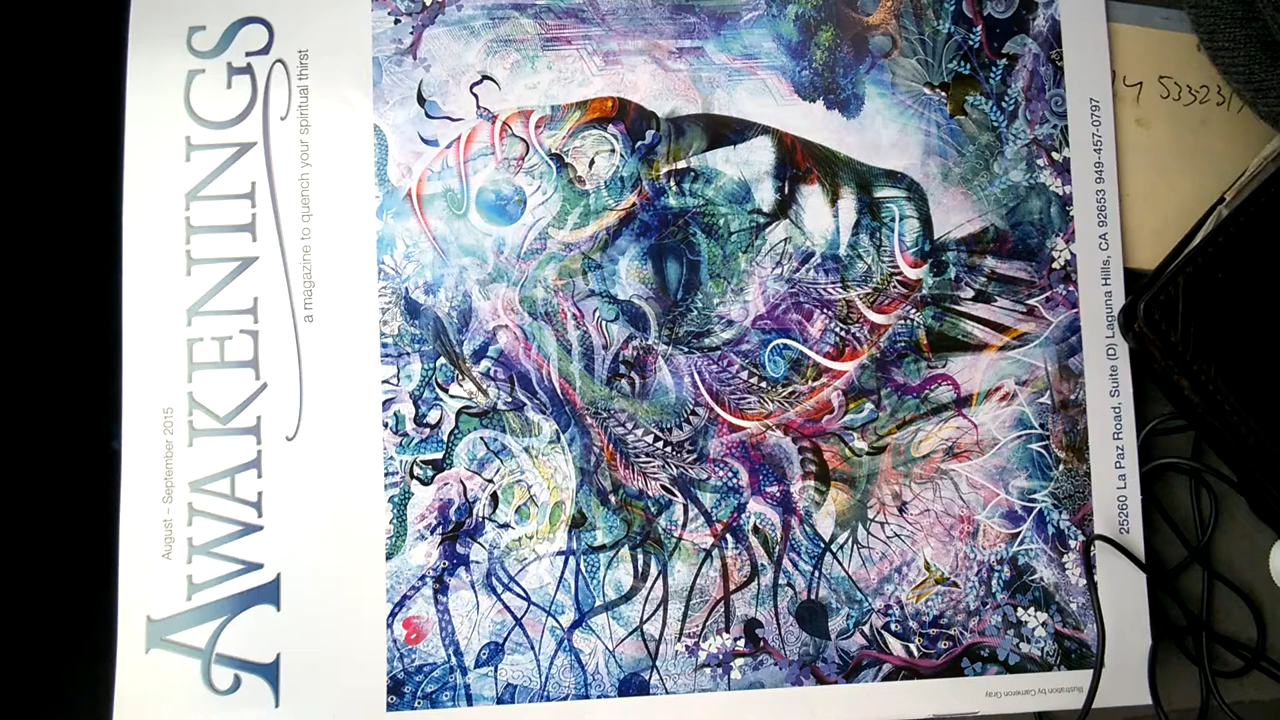 August – September 2015
AWAKENINGS
a magazine to quench your spiritual thirst
25260 La Paz Road, Suite (D) Laguna Hills, CA 926553 949-457-0797
Illustration by Cameron Gray